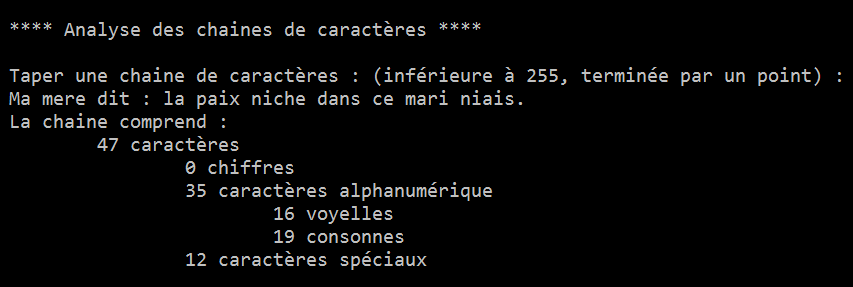 **** Analyse des chaines de caractères ****
Taper une chaine de caractères : (inférieure à 255, terminée par un point) :
Ma mere dit : la paix niche dans ce mari niais.
La chaine comprend :
47 caractères
0 chiffres
35 caractères alphanumérique
16 voyelles
19 consonnes
12 caractères spéciaux